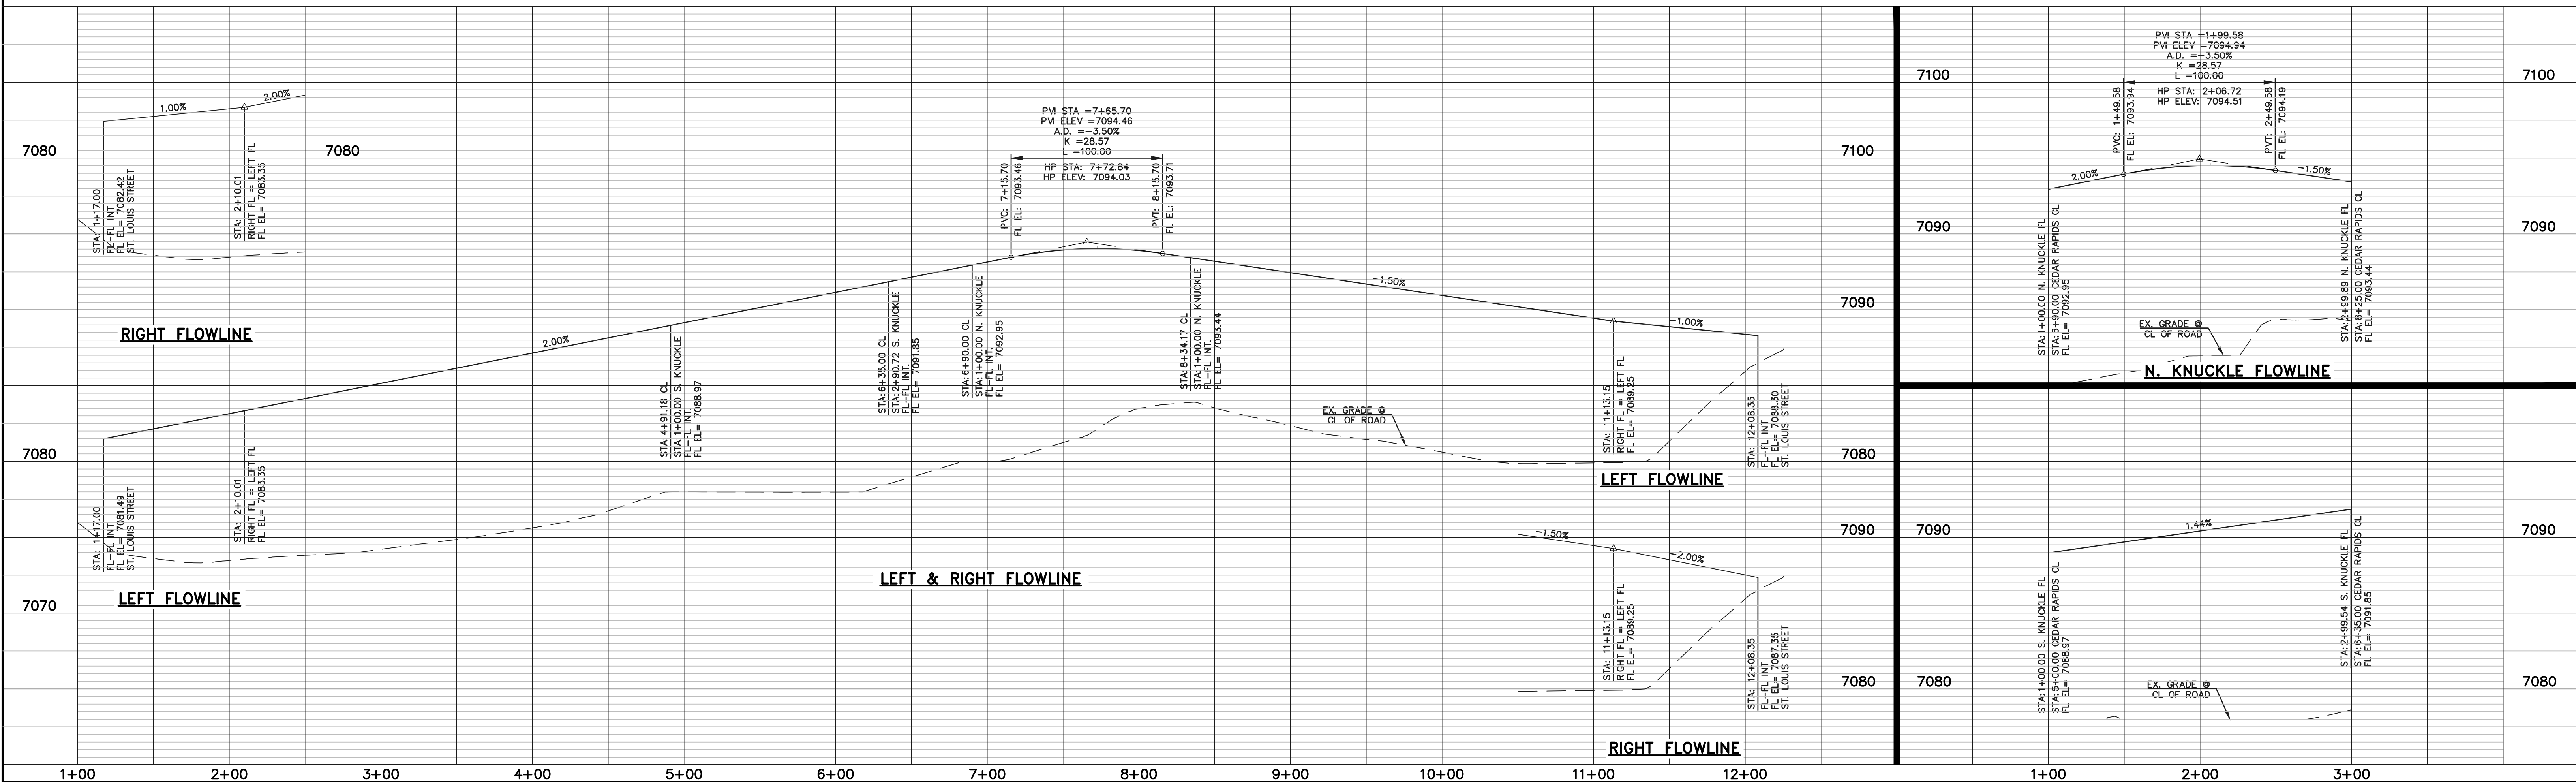 1.00%
2.00%
7080
7080
STA: 1+17.00
FL-FL INT
FL EL= 7082.42
ST. LOUIS STREET
STA: 2+10.01
RIGHT FL = LEFT FL
FL EL= 7083.35
RIGHT FLOWLINE
PVI STA =7+65.70
PVI ELEV =7094.46
A.D. =-3.50%
K =28.57
L =100.00
HP STA: 7+72.84
HP ELEV: 7094.03
PVC: 7+15.70
FL EL: 7093.46
PVT: 8+15.70
FL EL: 7093.71
7100
7090
7080
2.00%
-1.50%
-1.00%
STA: 1+17.00
FL-FL INT
FL EL= 7081.49
ST. LOUIS STREET
STA: 2+10.01
RIGHT FL = LEFT FL
FL EL= 7083.35
STA:4+91.18 CL
STA:1+00.00 S. KNUCKLE
FL-FL INT.
FL EL= 7088.97
STA:6+35.00 CL
STA:2+90.72 S. KNUCKLE
FL-FL INT.
FL EL= 7091.85
STA:6+90.00 CL
STA:1+00.00 N. KNUCKLE
FL-FL INT.
FL EL= 7092.95
STA:8+34.17 CL
STA:1+00.00 N. KNUCKLE
FL-FL INT.
FL EL= 7093.44
EX. GRADE @
CL OF ROAD
STA: 11+13.15
RIGHT FL = LEFT FL
FL EL= 7089.25
STA: 12+08.35
FL-FL INT
FL EL= 7088.30
ST. LOUIS STREET
7080
7070
LEFT FLOWLINE
LEFT & RIGHT FLOWLINE
LEFT FLOWLINE
-1.50%
-2.00%
7090
7080
STA: 11+13.15
RIGHT FL = LEFT FL
FL EL= 7089.25
STA: 12+08.35
FL-FL INT
FL EL= 7087.35
ST. LOUIS STREET
RIGHT FLOWLINE
1+00 2+00 3+00 4+00 5+00 6+00 7+00 8+00 9+00 10+00 11+00 12+00
PVI STA =1+99.58
PVI ELEV =7094.94
A.D. =-3.50%
K =28.57
L =100.00
HP STA: 2+06.72
HP ELEV: 7094.51
PVC: 1+49.58
FL EL: 7093.94
PVT: 2+49.58
FL EL: 7094.19
7100
7100
7090
7090
2.00%
-1.50%
STA:1+00.00 N. KNUCKLE FL
STA:6+90.00 CEDAR RAPIDS CL
FL EL= 7092.95
EX. GRADE @
CL OF ROAD
STA:2+99.89 N. KNUCKLE FL
STA:8+25.00 CEDAR RAPIDS CL
FL EL= 7093.44
N. KNUCKLE FLOWLINE
7090
7090
7080
7080
1.44%
STA:1+00.00 S. KNUCKLE FL
STA:5+00.00 CEDAR RAPIDS CL
FL EL= 7088.97
EX. GRADE @
CL OF ROAD
STA:2+99.54 S. KNUCKLE FL
STA:6+35.00 CEDAR RAPIDS CL
FL EL= 7091.85
1+00 2+00 3+00